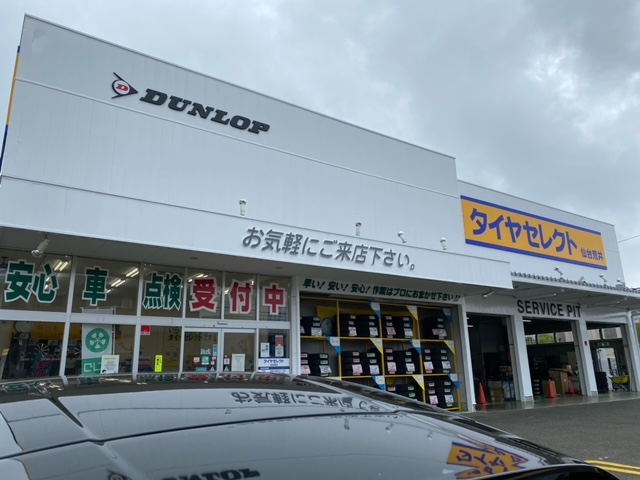 DUNLOP
タイヤセレクト 仙台荒井
お気軽にご来店下さい。
早い!安い!安心!作業はプロにおまかせ下さい!!
SERVICE PIT
安心 車 点検 受付中